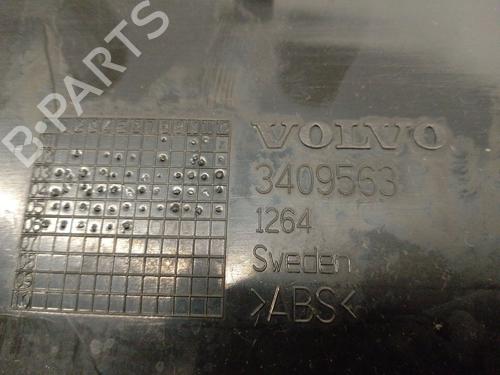 B-PARTS
VOLVO
3409563
1264
Sweden
>ABS<